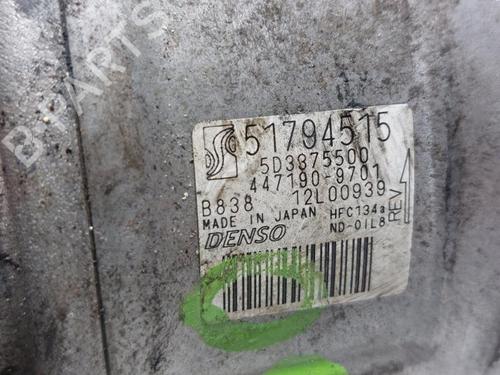 51794515
5D3875500
447190-9701
B838 12L00939
MADE IN JAPAN HFC134a
DENSO ND-OIL8
REV
B-PARTS